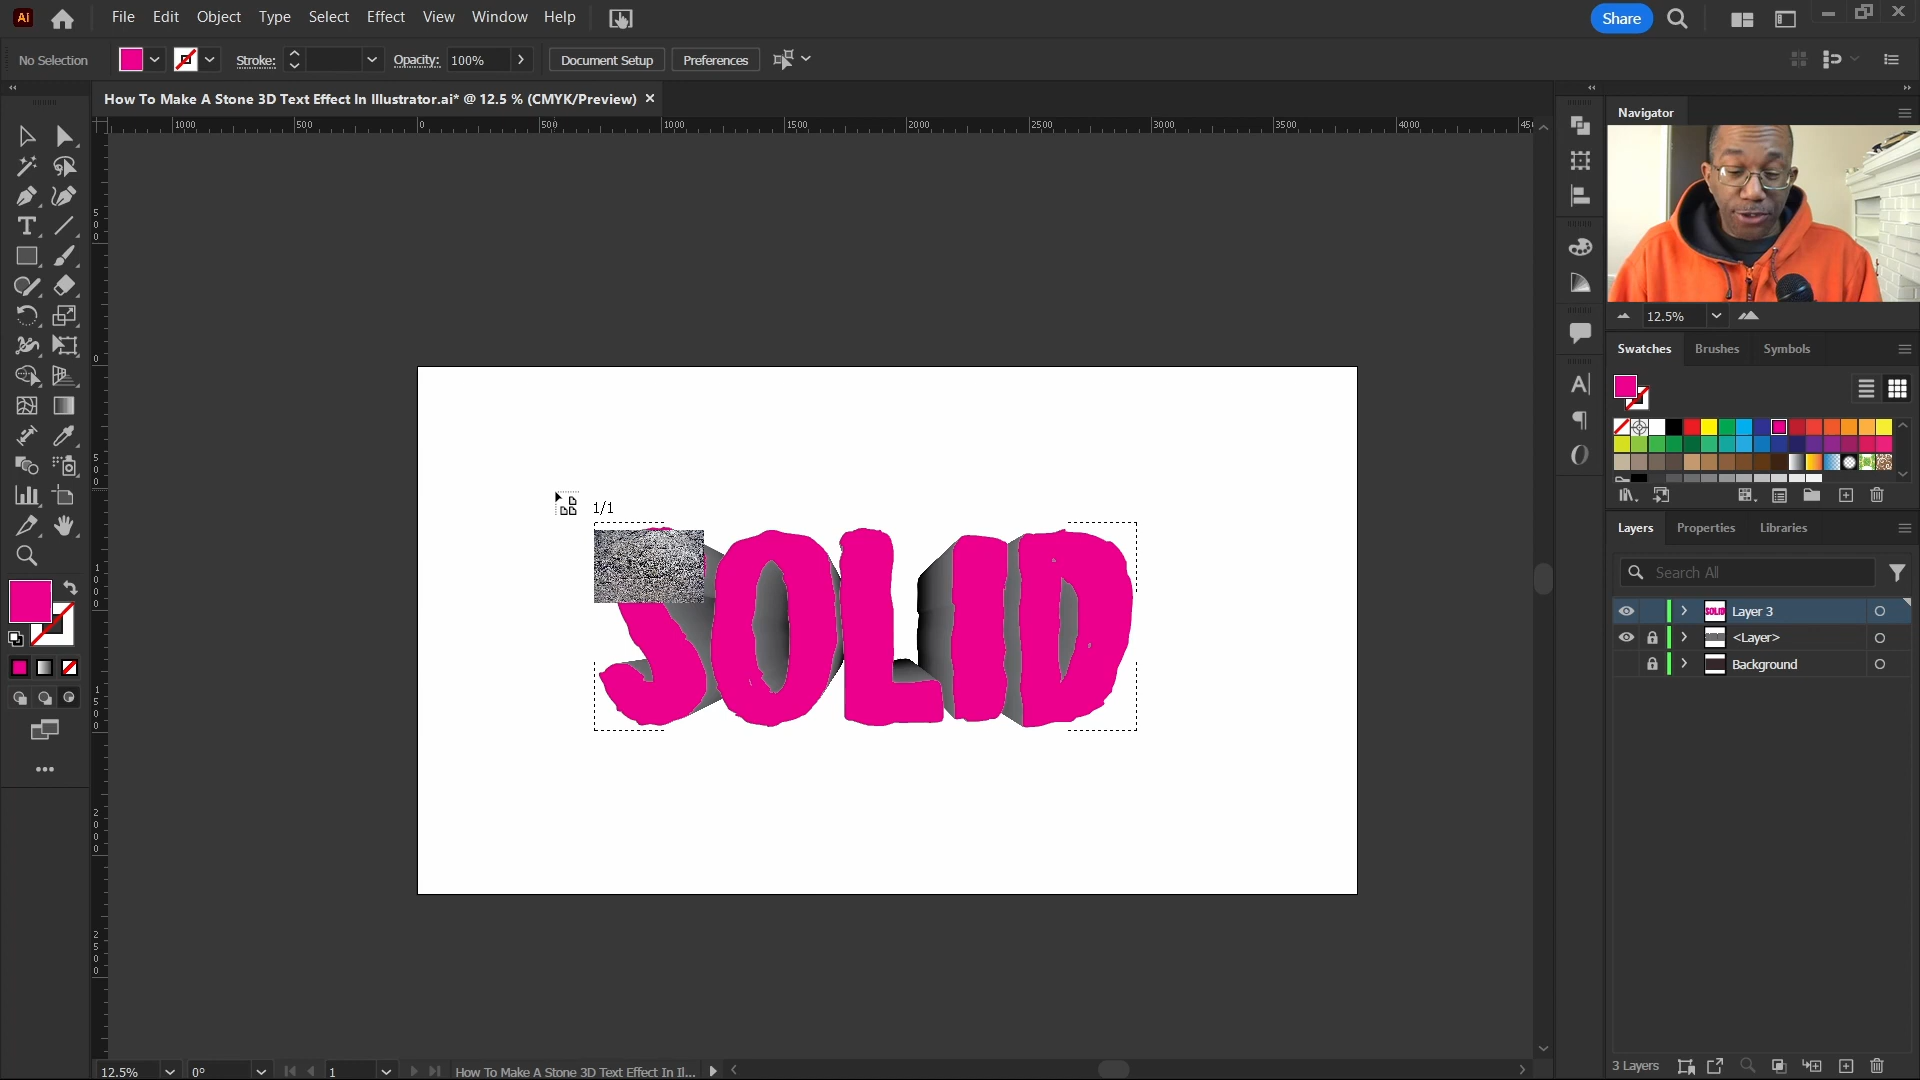 Ai File Edit Object Type Select Effect View Window Help Share
No Selection Stroke: Opacity: 100% Document Setup Preferences
How To Make A Stone 3D Text Effect In Illustrator.ai* @ 12.5 % (CMYK/Preview)
1000 500 0 500 1000 1500 2000 2500 3000 3500 4000
Navigator
12.5%
Swatches Brushes Symbols
1/1
SOLID
Layers Properties Libraries
Search All
Layer 3
<Layer>
Background
3 Layers
12.5% 0° 1 How To Make A Stone 3D Text Effect In Il...